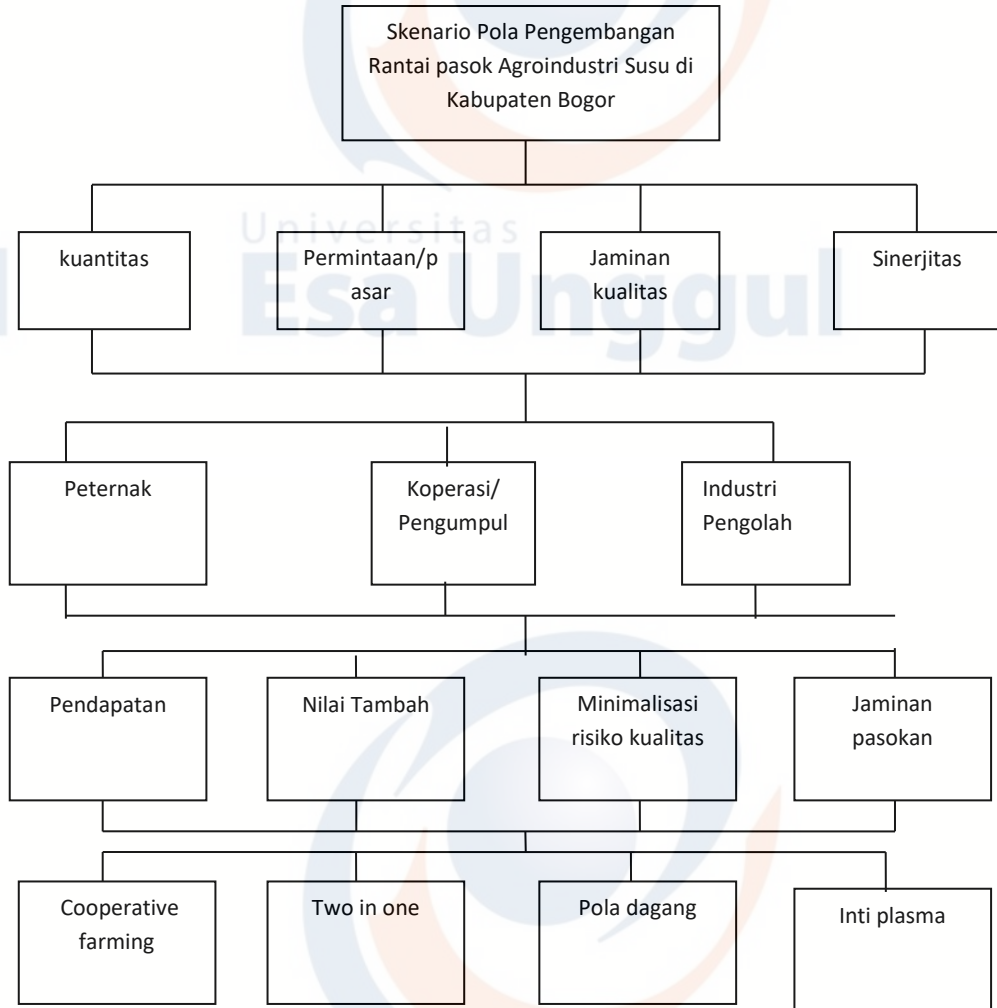 Skenario Pola Pengembangan
Rantai pasok Agroindustri Susu di
Kabupaten Bogor
Universitas
Esa Unggul
l
kuantitas
Permintaan/p
asar
Jaminan
kualitas
Sinerjitas
Peternak
Koperasi/
Pengumpul
Industri
Pengolah
Pendapatan
Nilai Tambah
Minimalisasi
risiko kualitas
Jaminan
pasokan
Cooperative
farming
Two in one
Pola dagang
Inti plasma